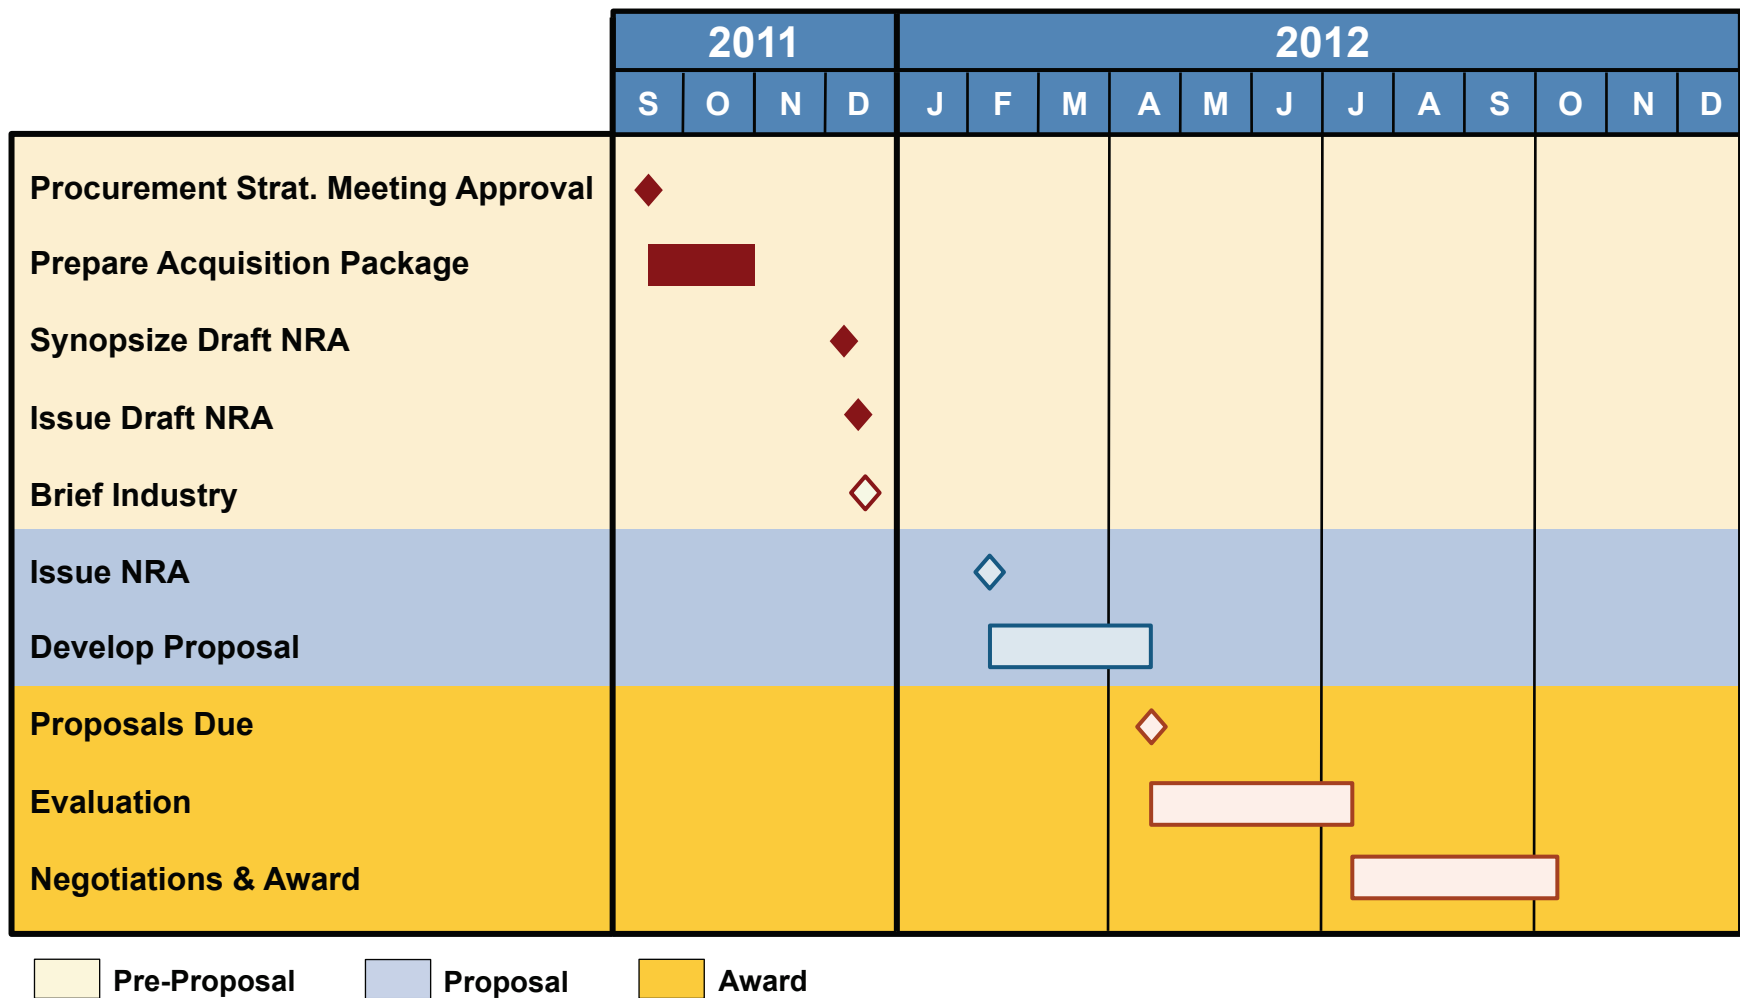 2011 2012
S O N D J F M A M J J A S O N D
Procurement Strat. Meeting Approval
Prepare Acquisition Package
Synopsize Draft NRA
Issue Draft NRA
Brief Industry
Issue NRA
Develop Proposal
Proposals Due
Evaluation
Negotiations & Award
Pre-Proposal Proposal Award